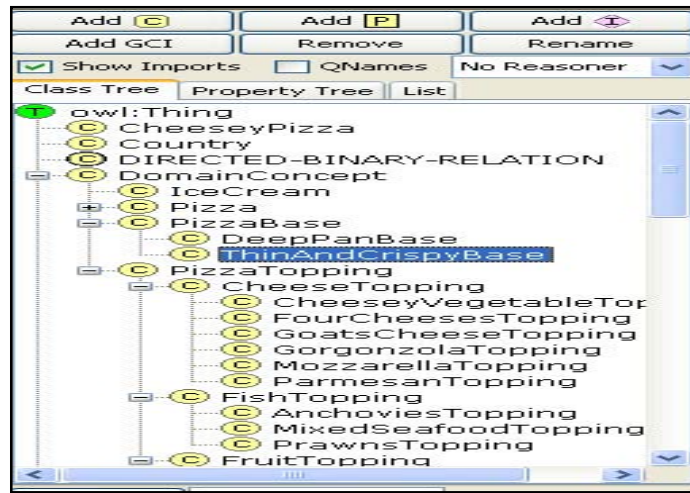 Add C Add P Add I
Add GCI Remove Rename
Show Imports QNames No Reasoner
Class Tree Property Tree List
T owl:Thing
C CheeseyPizza
C Country
C DIRECTED-BINARY-RELATION
C DomainConcept
C IceCream
C Pizza
C PizzaBase
C DeepPanBase
C ThinAndCrispyBase
C PizzaTopping
C CheeseTopping
C CheeseyVegetableTop
C FourCheesesTopping
C GoatsCheeseTopping
C GorgonzolaTopping
C MozzarellaTopping
C ParmesanTopping
C FishTopping
C AnchoviesTopping
C MixedSeafoodTopping
C PrawnsTopping
C FruitTopping